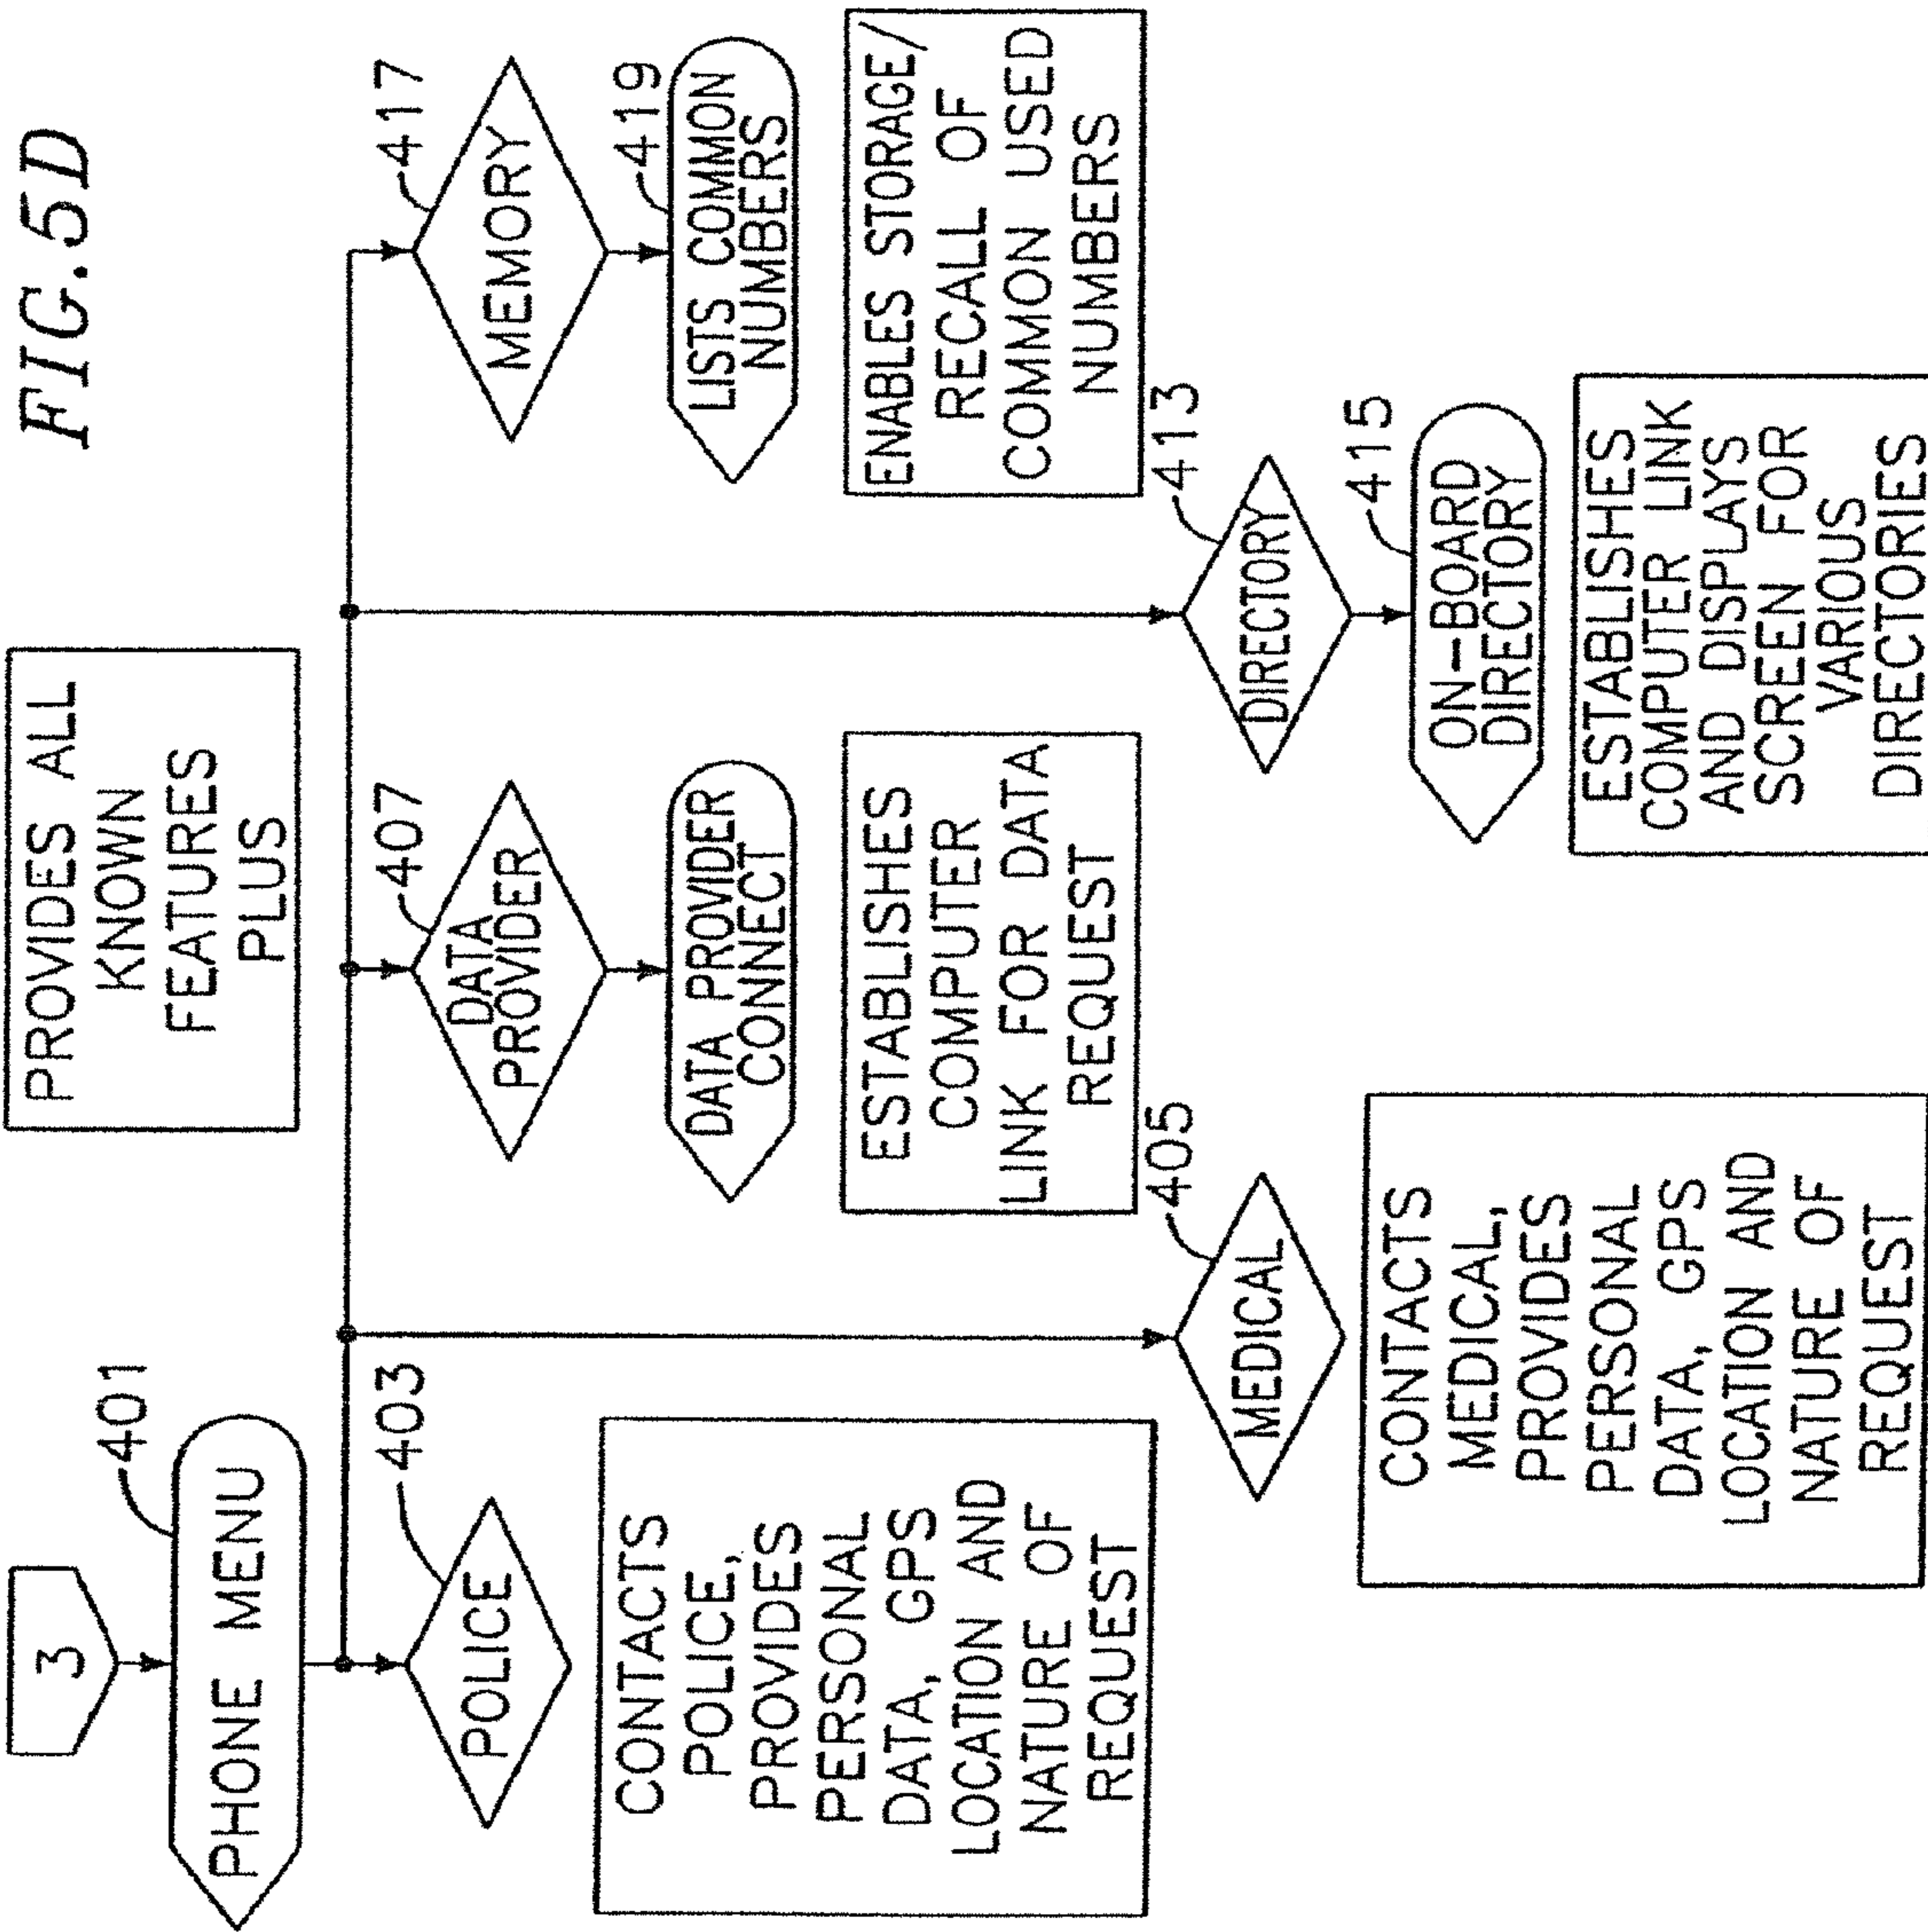 FIG.5D
3
401
PHONE MENU
PROVIDES ALL
KNOWN
FEATURES
PLUS
403
POLICE
CONTACTS
POLICE,
PROVIDES
PERSONAL
DATA, GPS
LOCATION AND
NATURE OF
REQUEST
405
MEDICAL
CONTACTS
MEDICAL,
PROVIDES
PERSONAL
DATA, GPS
LOCATION AND
NATURE OF
REQUEST
407
DATA
PROVIDER
DATA PROVIDER
CONNECT
ESTABLISHES
COMPUTER
LINK FOR DATA
REQUEST
413
DIRECTORY
415
ON-BOARD
DIRECTORY
ESTABLISHES
COMPUTER LINK
AND DISPLAYS
SCREEN FOR
VARIOUS
DIRECTORIES
417
MEMORY
419
LISTS COMMON
NUMBERS
ENABLES STORAGE/
RECALL OF
COMMON USED
NUMBERS